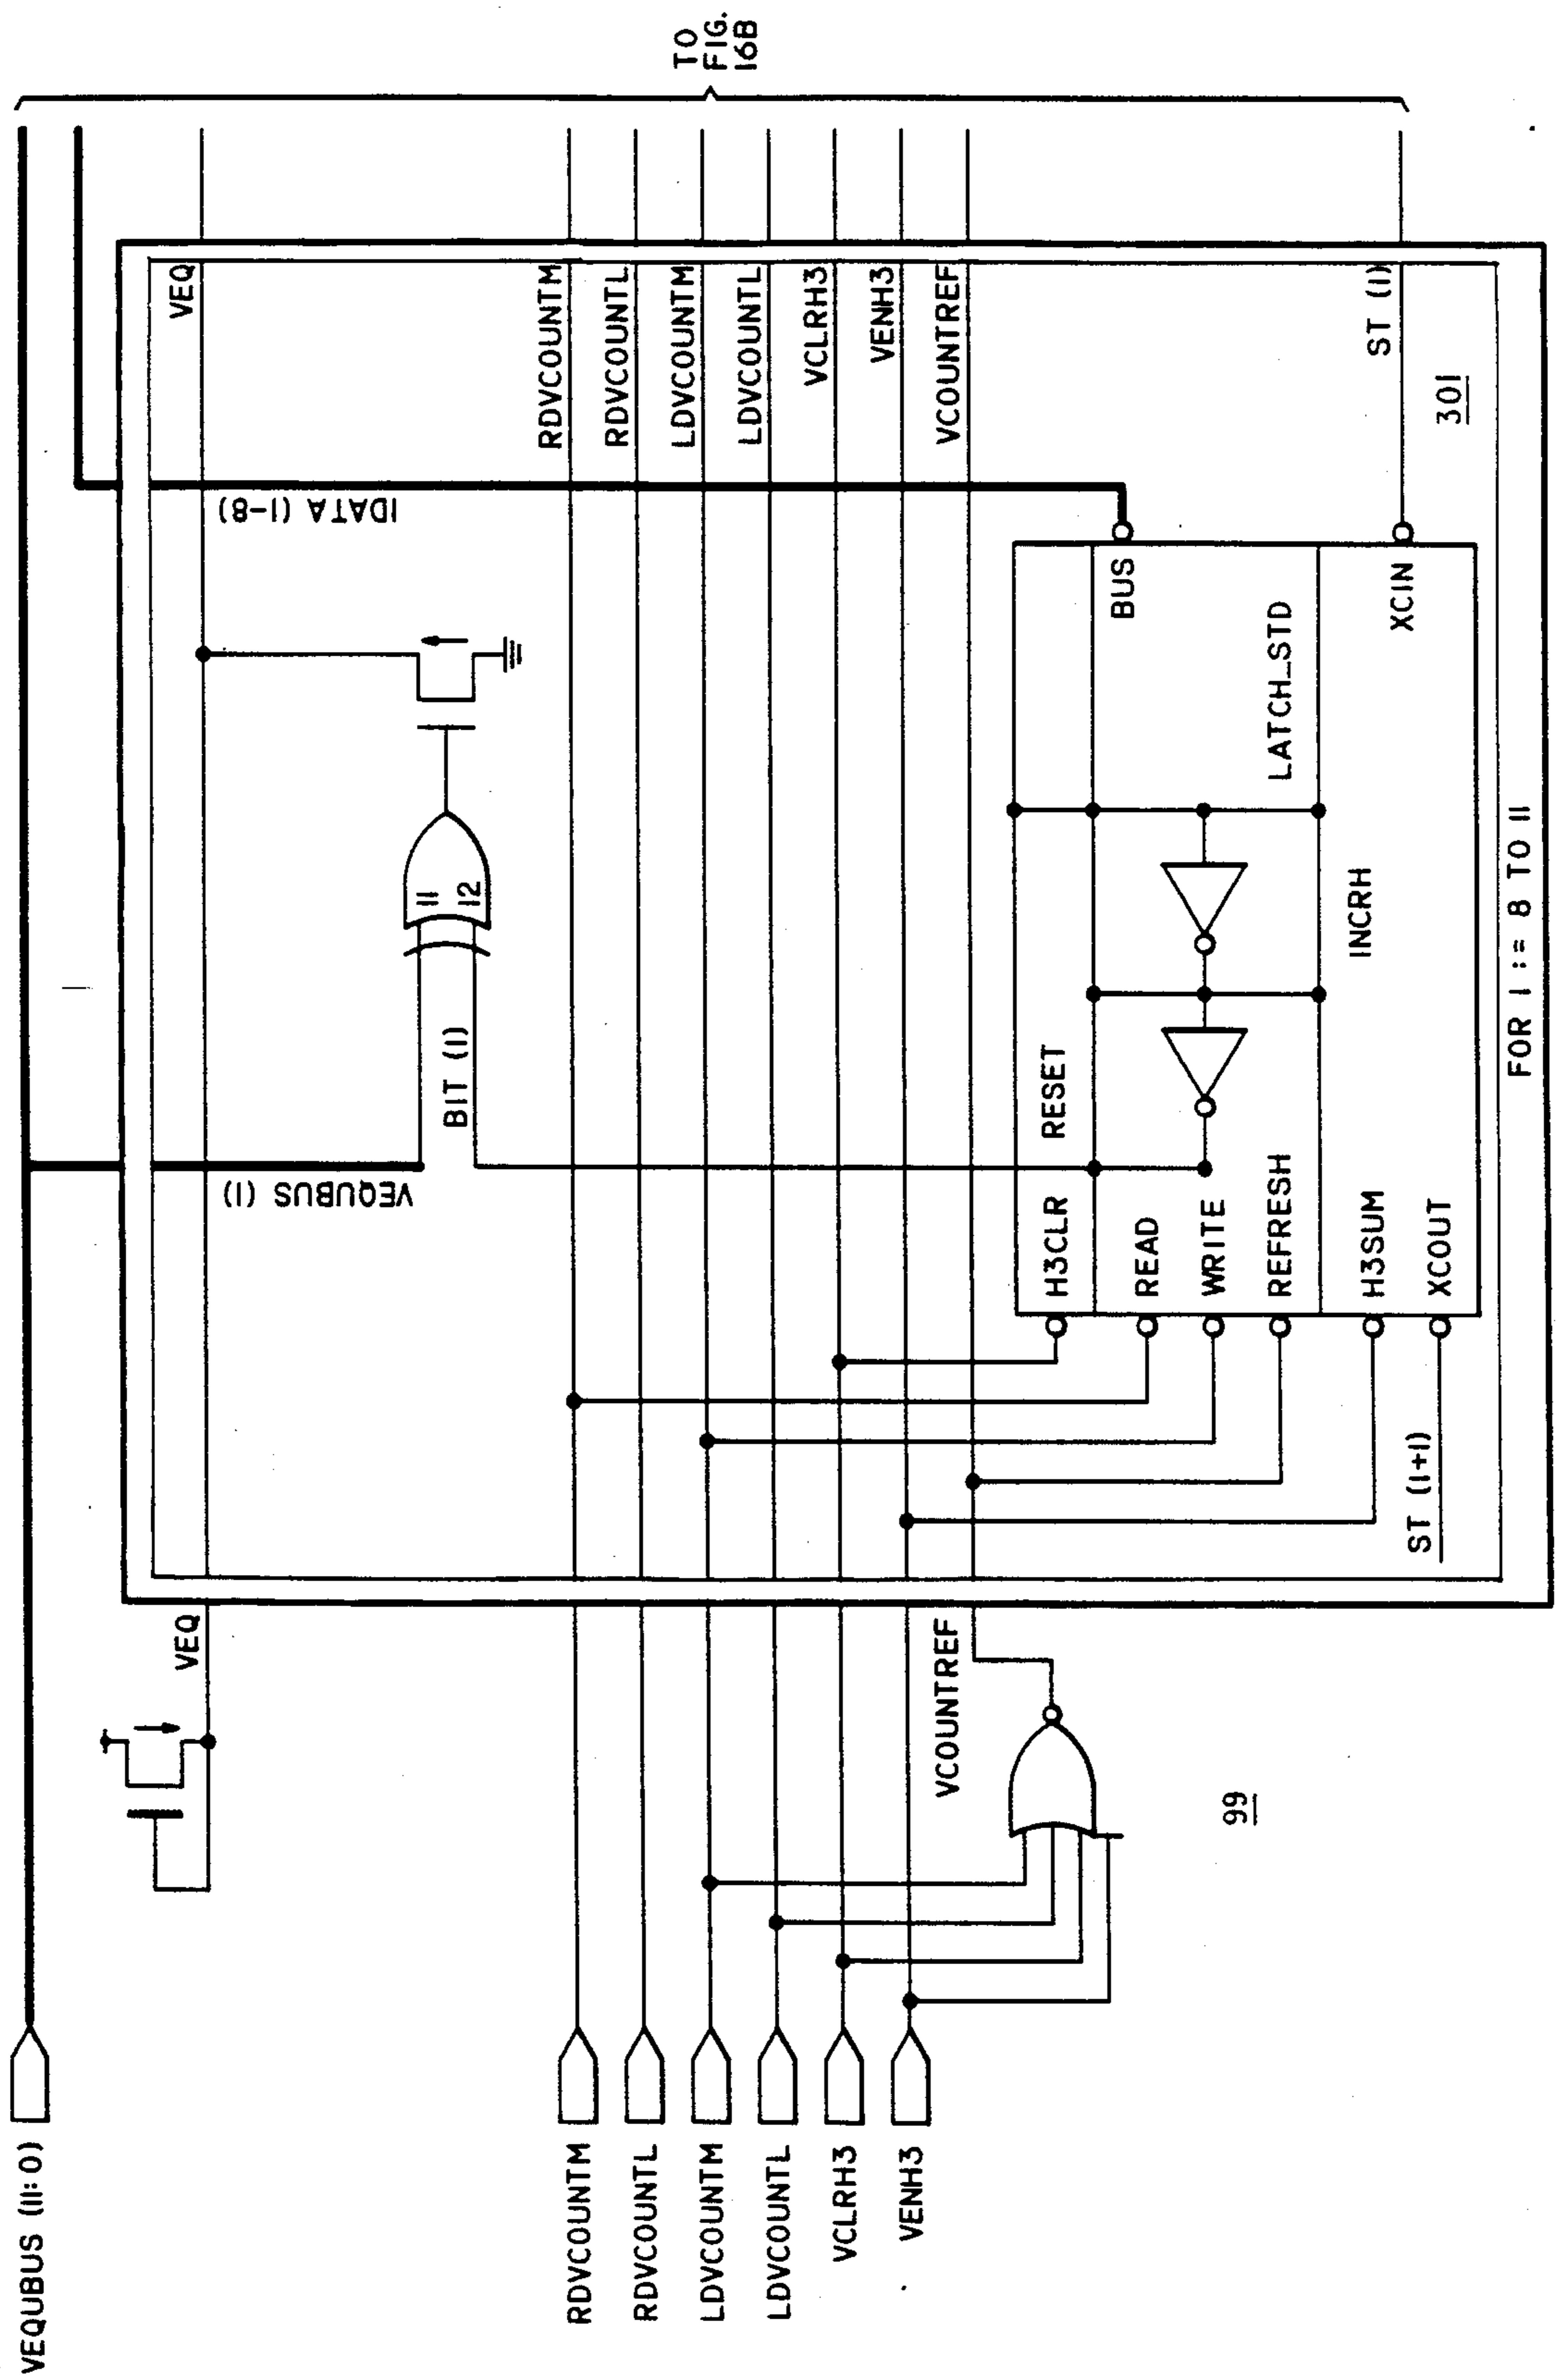 VEQUBUS (11:0)
TO
FIG.
16B
VEQ
VEQ
IDATA (I-8)
VEQUBUS (I)
BIT (I)
11
12
RDVCOUNTM
RDVCOUNTL
LDVCOUNTM
LDVCOUNTL
VCLRH3
VENH3
RDVCOUNTM
RDVCOUNTL
LDVCOUNTM
LDVCOUNTL
VCLRH3
VENH3
VCOUNTREF
VCOUNTREF
H3CLR
RESET
READ
WRITE
REFRESH
BUS
LATCH_STD
H3SUM
XCOUT
INCRH
XCIN
ST (I+1)
ST (I)
301
FOR I := 8 TO 11
99